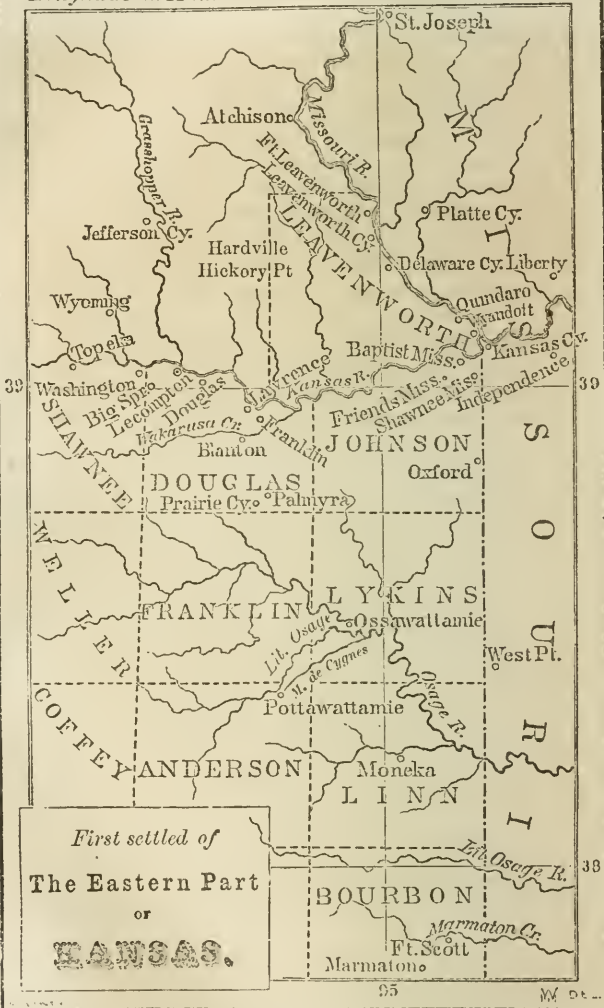 St. Joseph
Missouri R.
Atchison
Grasshopper R.
Ft. Leavenworth
Leavenworth Cy.
Platte Cy.
Jefferson Cy.
LEAVENWORTH
Hardville
Hickory Pt
Delaware Cy.
Liberty
Wyoming
Topeka
Baptist Miss.
Kansas Cy.
39
Washington
Big Spr.
Lecompton
Douglas
Lawrence
Kansas R.
Friends Miss.
Shawnee Miss
Independence
39
Wakarusa Cr.
Franklin
Blanton
JOHNSON
SHAWNEE
Oxford
DOUGLAS
Prairie Cy.
Palmyra
MISSOURI
WELLER
FRANKLIN
LYKINS
Lit. Osage
Ossawattamie
M. de Cygnes
West Pt.
Osage R.
Pottawattamie
COFFEY
ANDERSON
Moneka
LINN
First settled of
The Eastern Part
or
KANSAS.
Lit. Osage R.
38
BOURBON
Marmaton Cr.
Ft. Scott
Marmaton
95